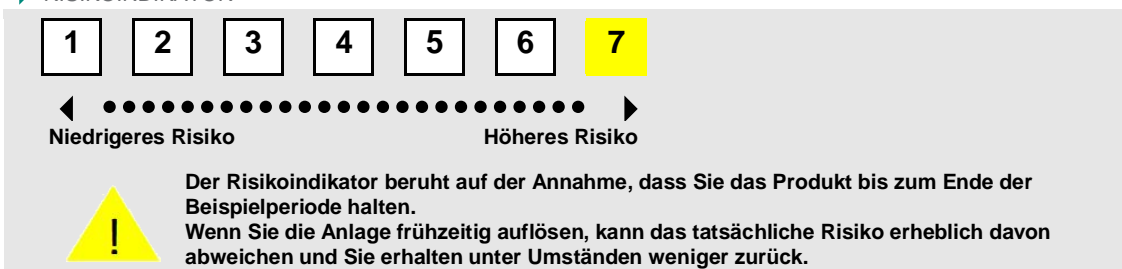 RISIKOINDIKATOR
1 2 3 4 5 6 7
Niedrigeres Risiko Höheres Risiko
Der Risikoindikator beruht auf der Annahme, dass Sie das Produkt bis zum Ende der
Beispielperiode halten.
Wenn Sie die Anlage frühzeitig auflösen, kann das tatsächliche Risiko erheblich davon
abweichen und Sie erhalten unter Umständen weniger zurück.
!